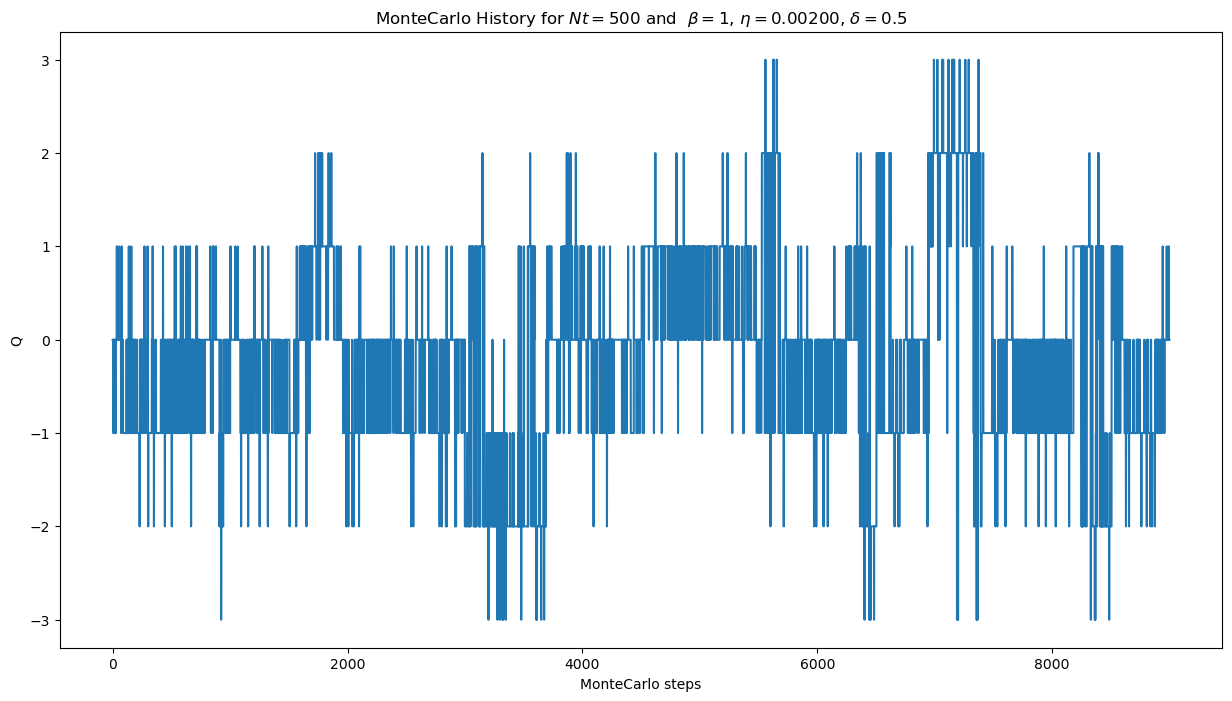 MonteCarlo History for Nt = 500 and β = 1, η = 0.00200, δ = 0.5
3
2
1
0
−1
−2
−3
Q
0 2000 4000 6000 8000
MonteCarlo steps